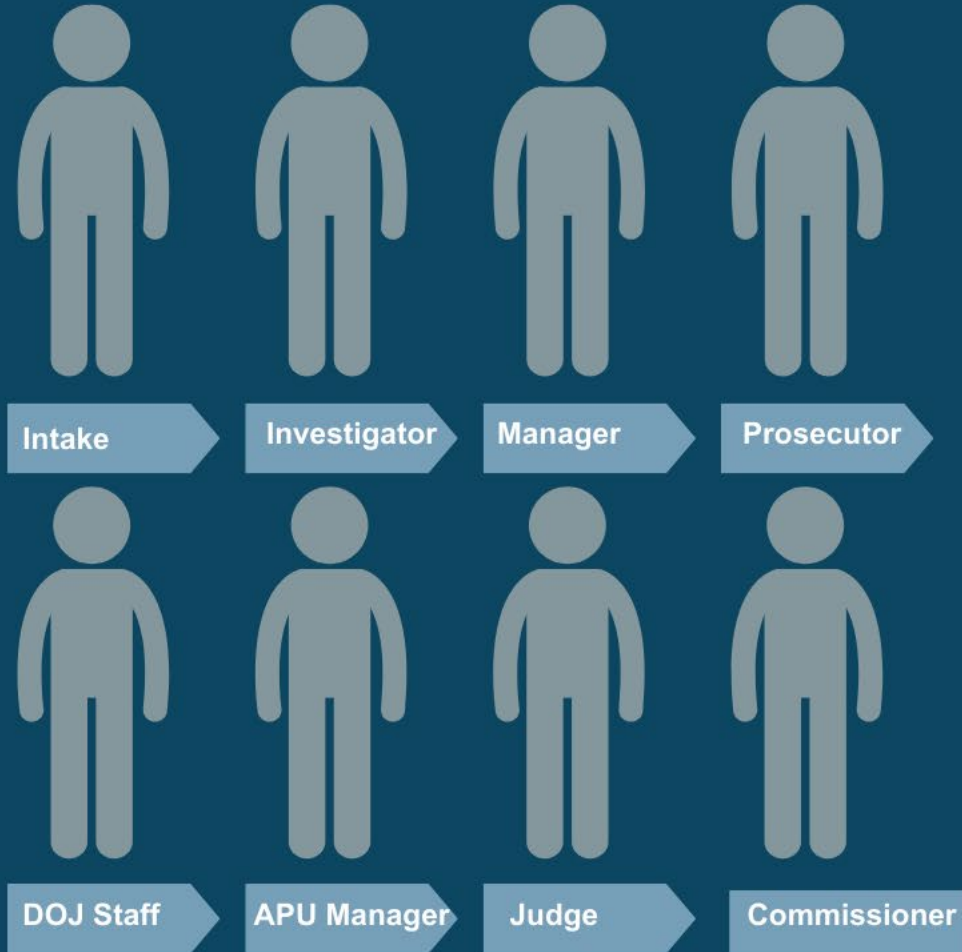 Intake
Investigator
Manager
Prosecutor
DOJ Staff
APU Manager
Judge
Commissioner